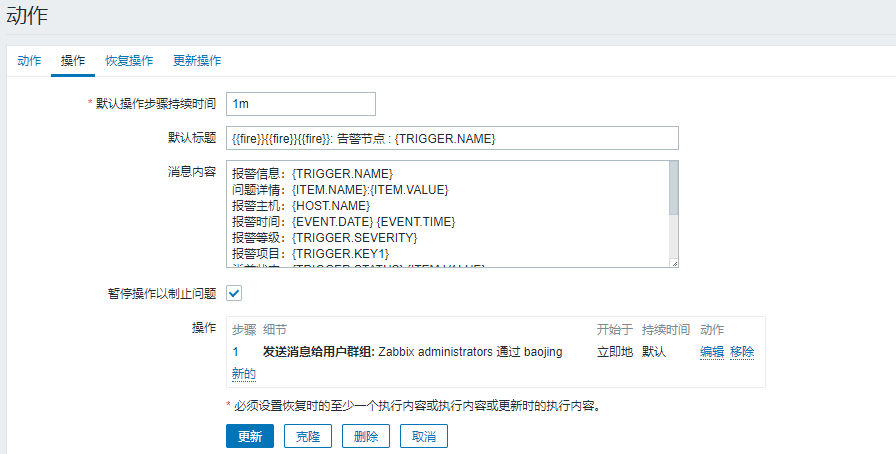 动作
动作 操作 恢复操作 更新操作
* 默认操作步骤持续时间 1m
默认标题 {{fire}}{{fire}}{{fire}}: 告警节点 : {TRIGGER.NAME}
消息内容 报警信息：{TRIGGER.NAME}
问题详情：{ITEM.NAME}:{ITEM.VALUE}
报警主机：{HOST.NAME}
报警时间：{EVENT.DATE} {EVENT.TIME}
报警等级：{TRIGGER.SEVERITY}
报警项目：{TRIGGER.KEY1}
{TRIGGER.STATUS}:{ITEM.VALUE}
暂停操作以制止问题
操作 步骤 细节 开始于 持续时间 动作
1 发送消息给用户群组: Zabbix administrators 通过 baojing 立即地 默认 编辑 移除
新的
* 必须设置恢复时的至少一个执行内容或执行内容或更新时的执行内容。
更新 克隆 删除 取消